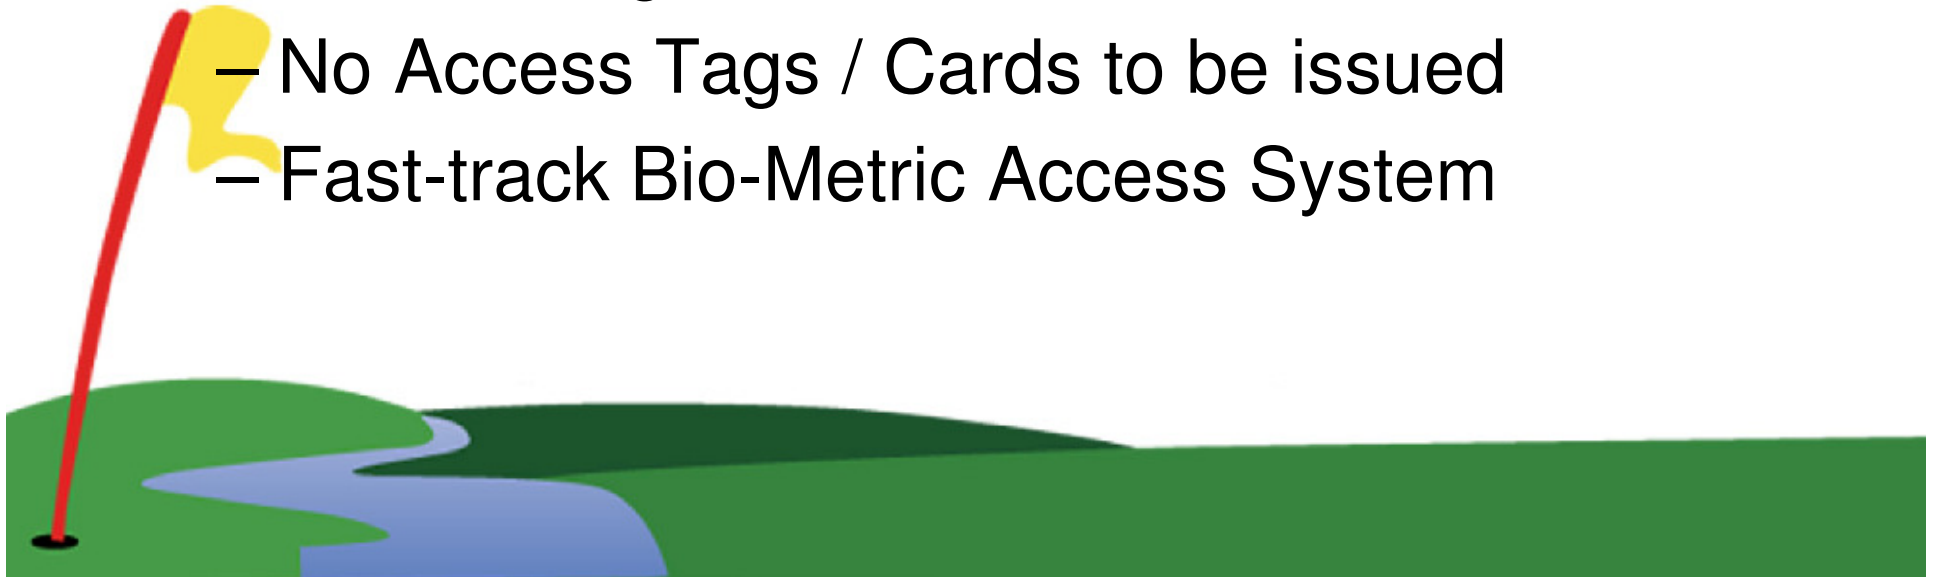 – No Access Tags / Cards to be issued
– Fast-track Bio-Metric Access System